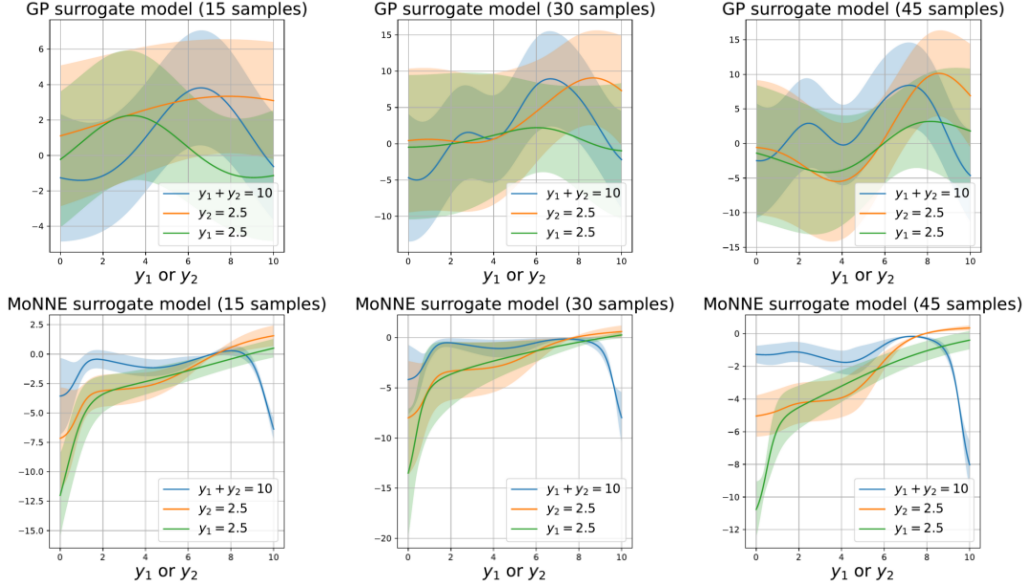 GP surrogate model (15 samples)
6
4
2
0
−2
−4
0 2 4 6 8 10
y₁ + y₂ = 10
y₂ = 2.5
y₁ = 2.5
y₁ or y₂
GP surrogate model (30 samples)
15
10
5
0
−5
−10
0 2 4 6 8 10
y₁ + y₂ = 10
y₂ = 2.5
y₁ = 2.5
y₁ or y₂
GP surrogate model (45 samples)
15
10
5
0
−5
−10
−15
0 2 4 6 8 10
y₁ + y₂ = 10
y₂ = 2.5
y₁ = 2.5
y₁ or y₂
MoNNE surrogate model (15 samples)
2.5
0.0
−2.5
−5.0
−7.5
−10.0
−12.5
−15.0
0 2 4 6 8 10
y₁ + y₂ = 10
y₂ = 2.5
y₁ = 2.5
y₁ or y₂
MoNNE surrogate model (30 samples)
0
−5
−10
−15
−20
0 2 4 6 8 10
y₁ + y₂ = 10
y₂ = 2.5
y₁ = 2.5
y₁ or y₂
MoNNE surrogate model (45 samples)
0
−2
−4
−6
−8
−10
−12
0 2 4 6 8 10
y₁ + y₂ = 10
y₂ = 2.5
y₁ = 2.5
y₁ or y₂